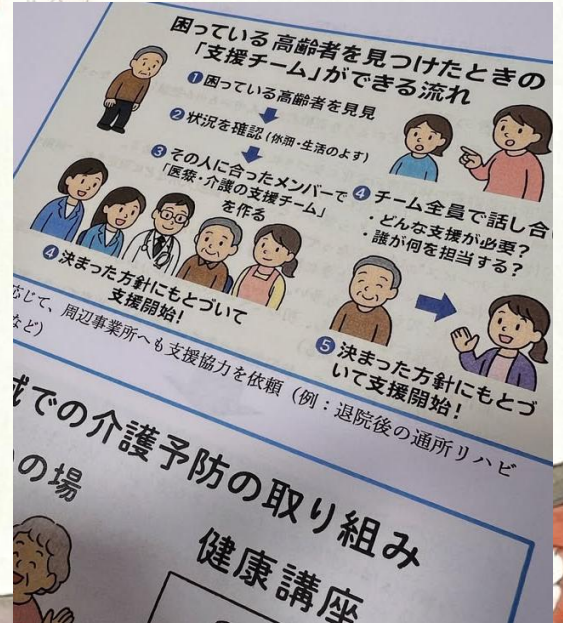 困っている高齢者を見つけたときの
「支援チーム」ができる流れ
❶困っている高齢者を見見
❷状況を確認(体洄・生活のよす)
❸その人に合ったメンバーで
「医療・介護の支援チーム」
を作る
❹チーム全員で話し合い
・どんな支援が必要?
・誰が何を担当する?
❹決まった方針にもとづいて
支援開始!
❺決まった方針にもとづ
いて支援開始!
応じて、周辺事業所へも支援協力を依頼(例:退院後の通所リハビ
など)
域での介護予防の取り組み
の場
健康講座